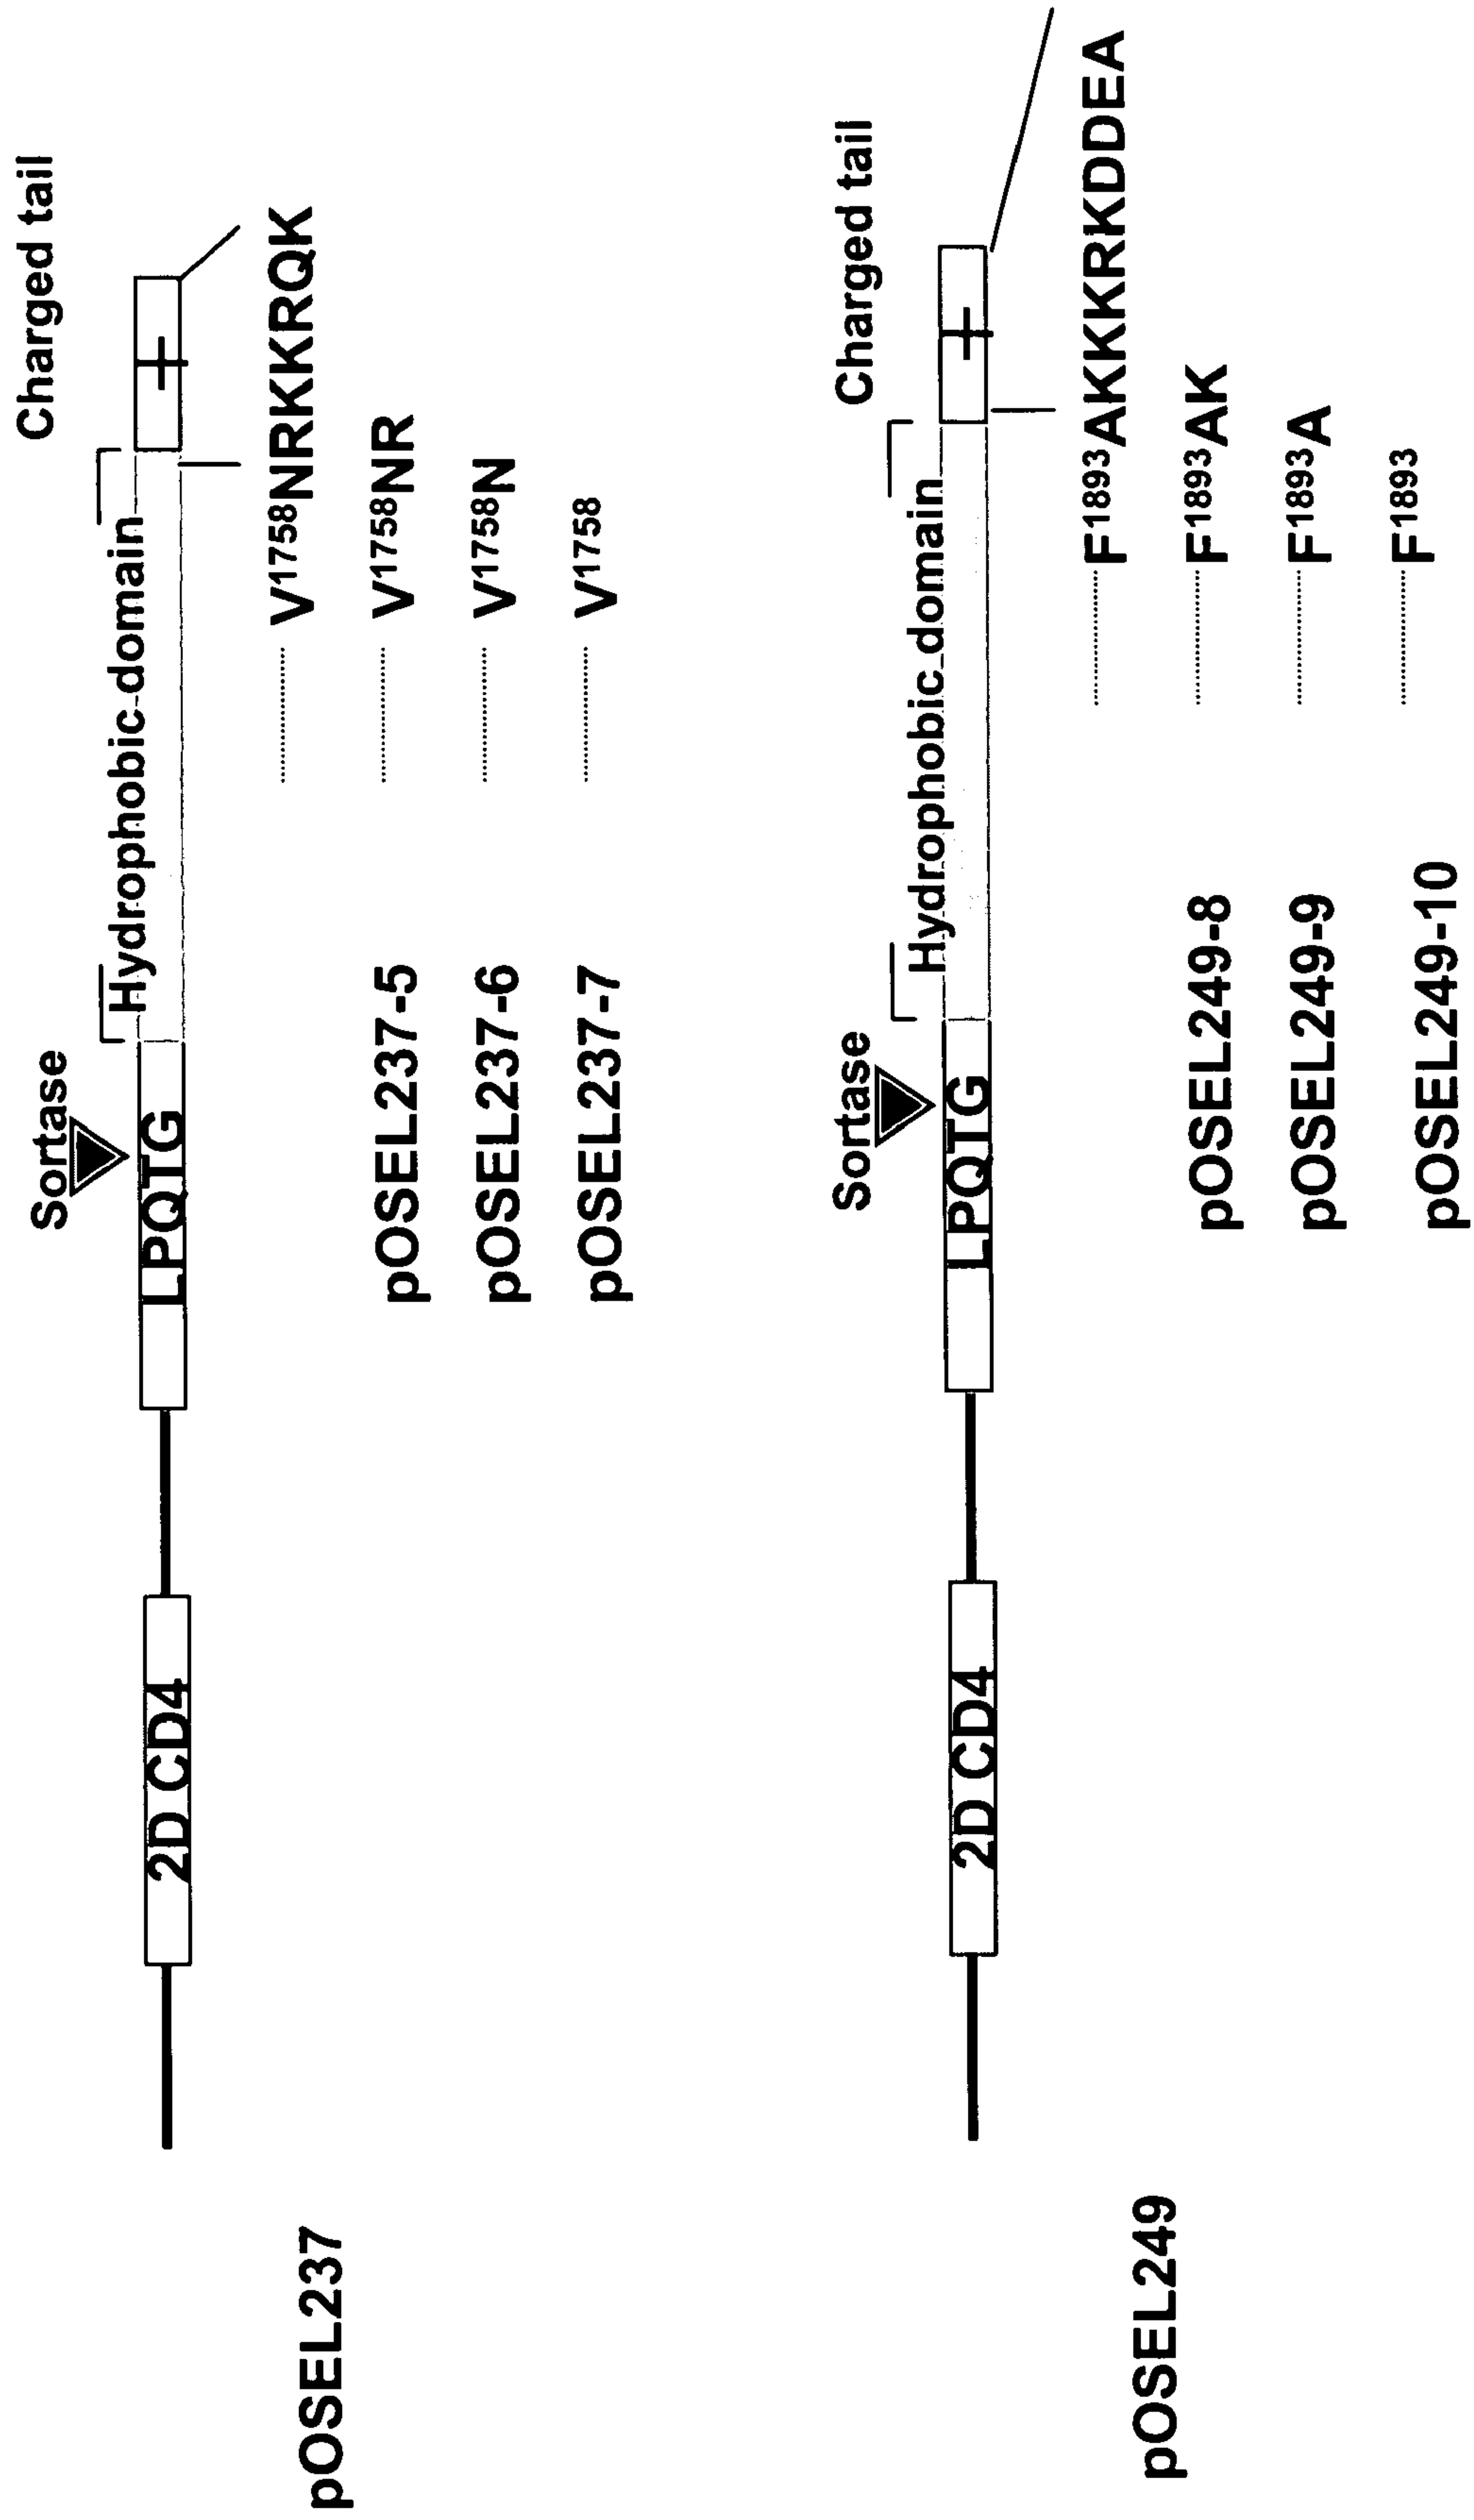 Charged tail
Sortase
Hydrophobic domain
2D CD4 LPQTG +
pOSEL237 V¹⁷⁵⁸NRKKRQK
pOSEL237-5 V¹⁷⁵⁸NR
pOSEL237-6 V¹⁷⁵⁸N
pOSEL237-7 V¹⁷⁵⁸
Sortase Charged tail
Hydrophobic domain
2D CD4 LPQTG +
pOSEL249 F¹⁸⁹³AKKKRKDDEA
pOSEL249-8 F¹⁸⁹³AK
pOSEL249-9 F¹⁸⁹³A
pOSEL249-10 F¹⁸⁹³